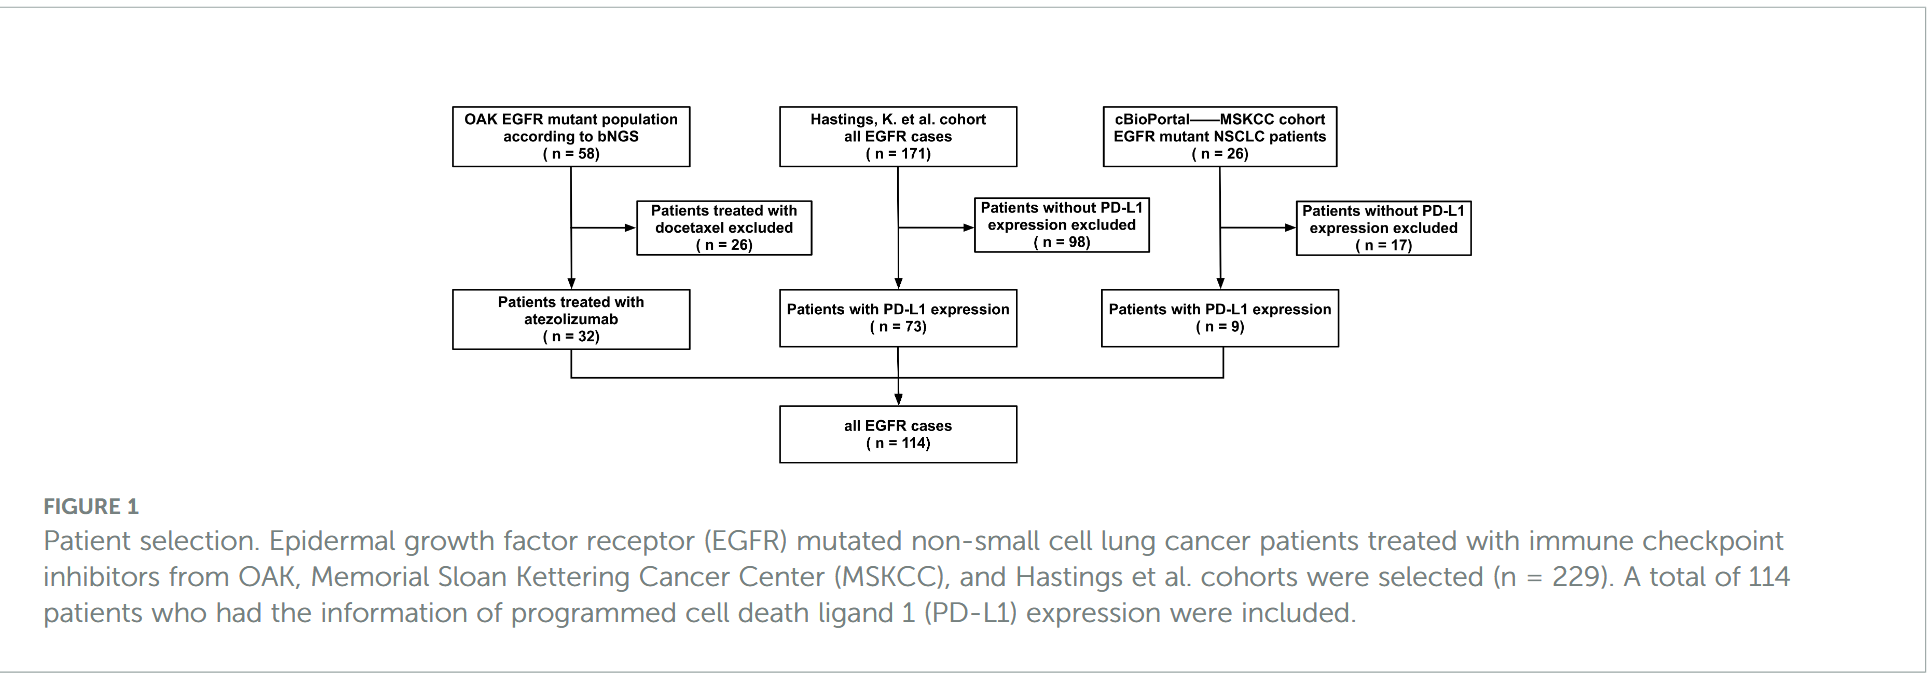 OAK EGFR mutant population
according to bNGS
( n = 58)
Hastings, K. et al. cohort
all EGFR cases
( n = 171)
cBioPortal——MSKCC cohort
EGFR mutant NSCLC patients
( n = 26)
Patients treated with
docetaxel excluded
( n = 26)
Patients without PD-L1
expression excluded
( n = 98)
Patients without PD-L1
expression excluded
( n = 17)
Patients treated with
atezolizumab
( n = 32)
Patients with PD-L1 expression
( n = 73)
Patients with PD-L1 expression
( n = 9)
all EGFR cases
( n = 114)
FIGURE 1
Patient selection. Epidermal growth factor receptor (EGFR) mutated non-small cell lung cancer patients treated with immune checkpoint
inhibitors from OAK, Memorial Sloan Kettering Cancer Center (MSKCC), and Hastings et al. cohorts were selected (n = 229). A total of 114
patients who had the information of programmed cell death ligand 1 (PD-L1) expression were included.